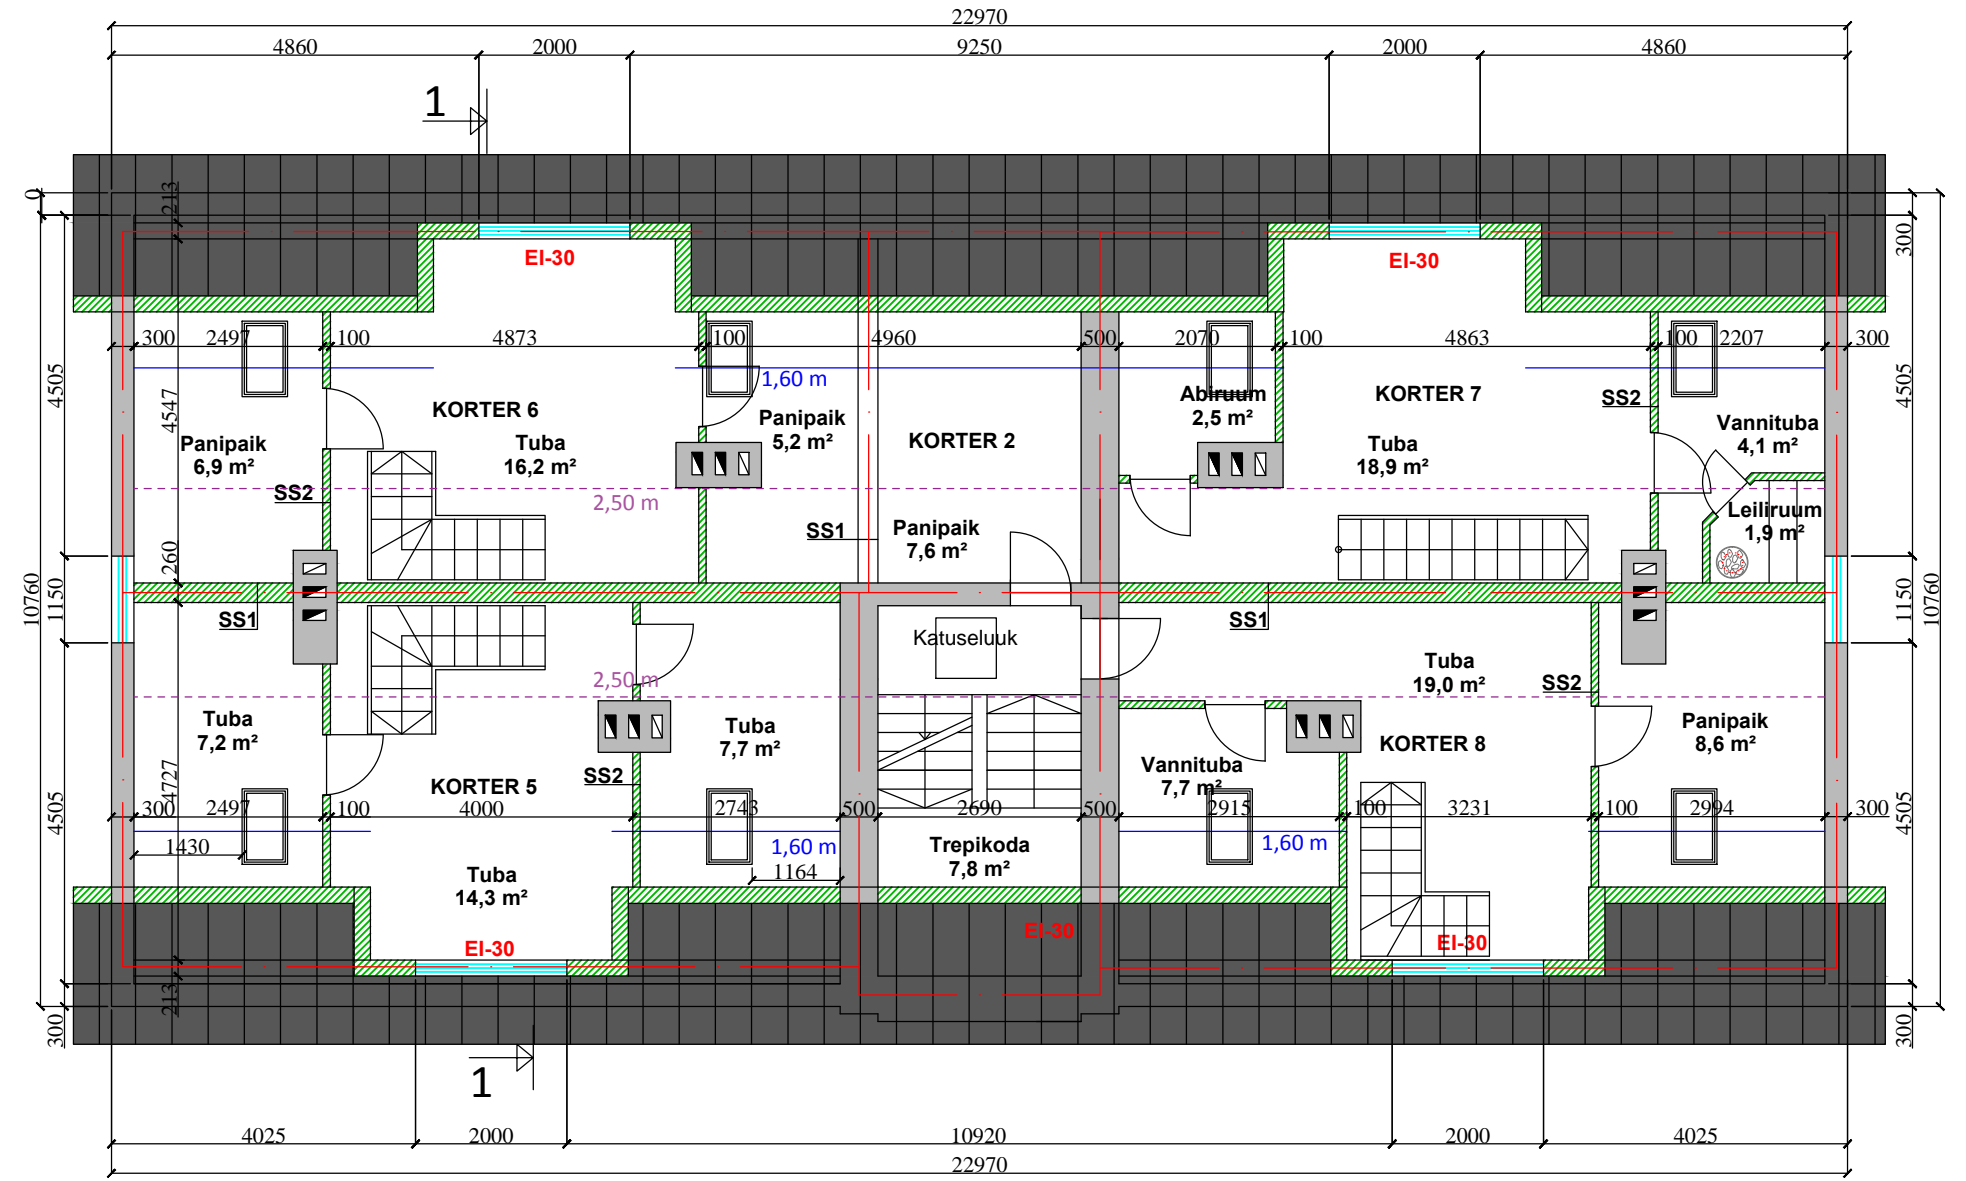 22970
4860 2000 9250 2000 4860
1
0
213
EI-30
EI-30
300
300 2497 100 4873 100 4960 500 2070 100 4863 100 2207 300
1,60 m
4505
4547
4505
KORTER 6
KORTER 7
SS2
Abiruum
2,5 m²
Panipaik
6,9 m²
Tuba
16,2 m²
Panipaik
5,2 m²
KORTER 2
Tuba
18,9 m²
Vannituba
4,1 m²
SS2
2,50 m
SS1
Panipaik
7,6 m²
Leiliruum
1,9 m²
260
10760
1150
1150
10760
SS1
SS1
Katuseluuk
2,50 m
Tuba
19,0 m²
SS2
Tuba
7,2 m²
Tuba
7,7 m²
KORTER 8
Panipaik
8,6 m²
KORTER 5
SS2
Vannituba
7,7 m²
4727
4505
4505
300 2497 100 4000 2743 500 2690 500 2915 100 3231 100 2994 300
1430
1,60 m
1,60 m
1164
Trepikoda
7,8 m²
Tuba
14,3 m²
EI-30
EI-30
EI-30
213
300
300
1
4025 2000 10920 2000 4025
22970